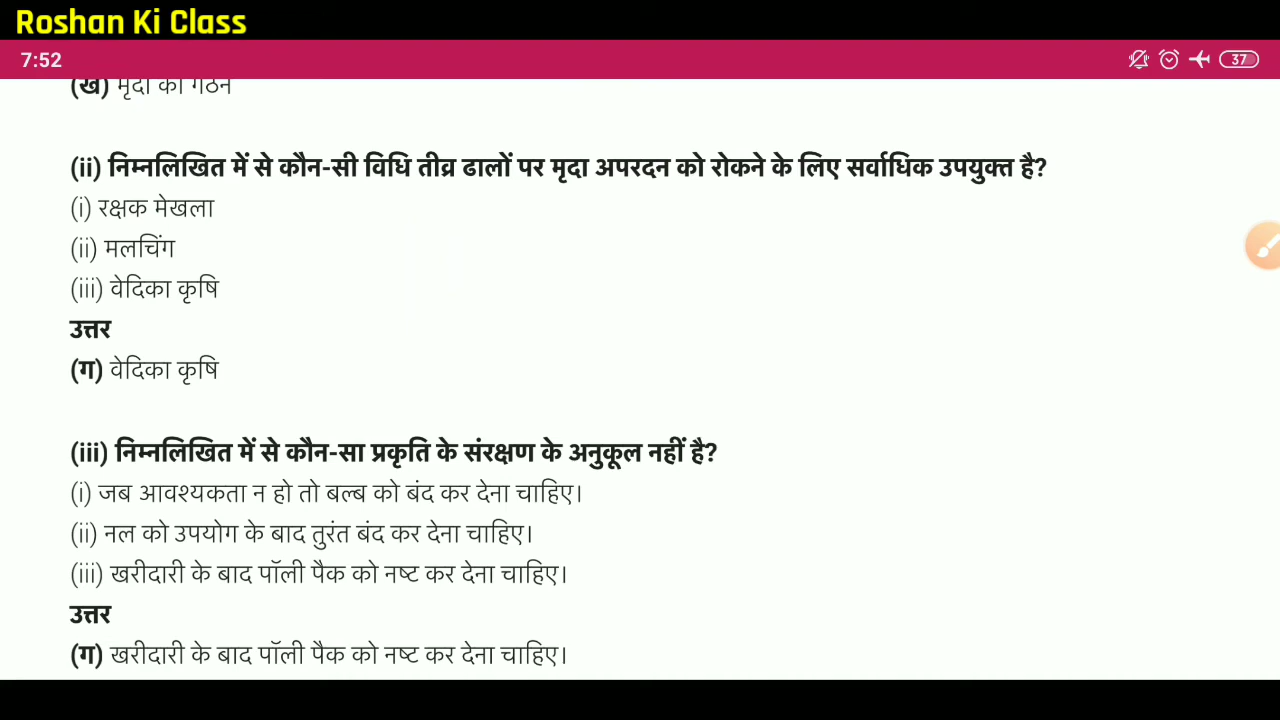 Roshan Ki Class
7:52
37
(ख) मृदा का गठन
(ii) निम्नलिखित में से कौन-सी विधि तीव्र ढालों पर मृदा अपरदन को रोकने के लिए सर्वाधिक उपयुक्त है?
(i) रक्षक मेखला
(ii) मलचिंग
(iii) वेदिका कृषि
उत्तर
(ग) वेदिका कृषि
(iii) निम्नलिखित में से कौन-सा प्रकृति के संरक्षण के अनुकूल नहीं है?
(i) जब आवश्यकता न हो तो बल्ब को बंद कर देना चाहिए।
(ii) नल को उपयोग के बाद तुरंत बंद कर देना चाहिए।
(iii) खरीदारी के बाद पॉली पैक को नष्ट कर देना चाहिए।
उत्तर
(ग) खरीदारी के बाद पॉली पैक को नष्ट कर देना चाहिए।